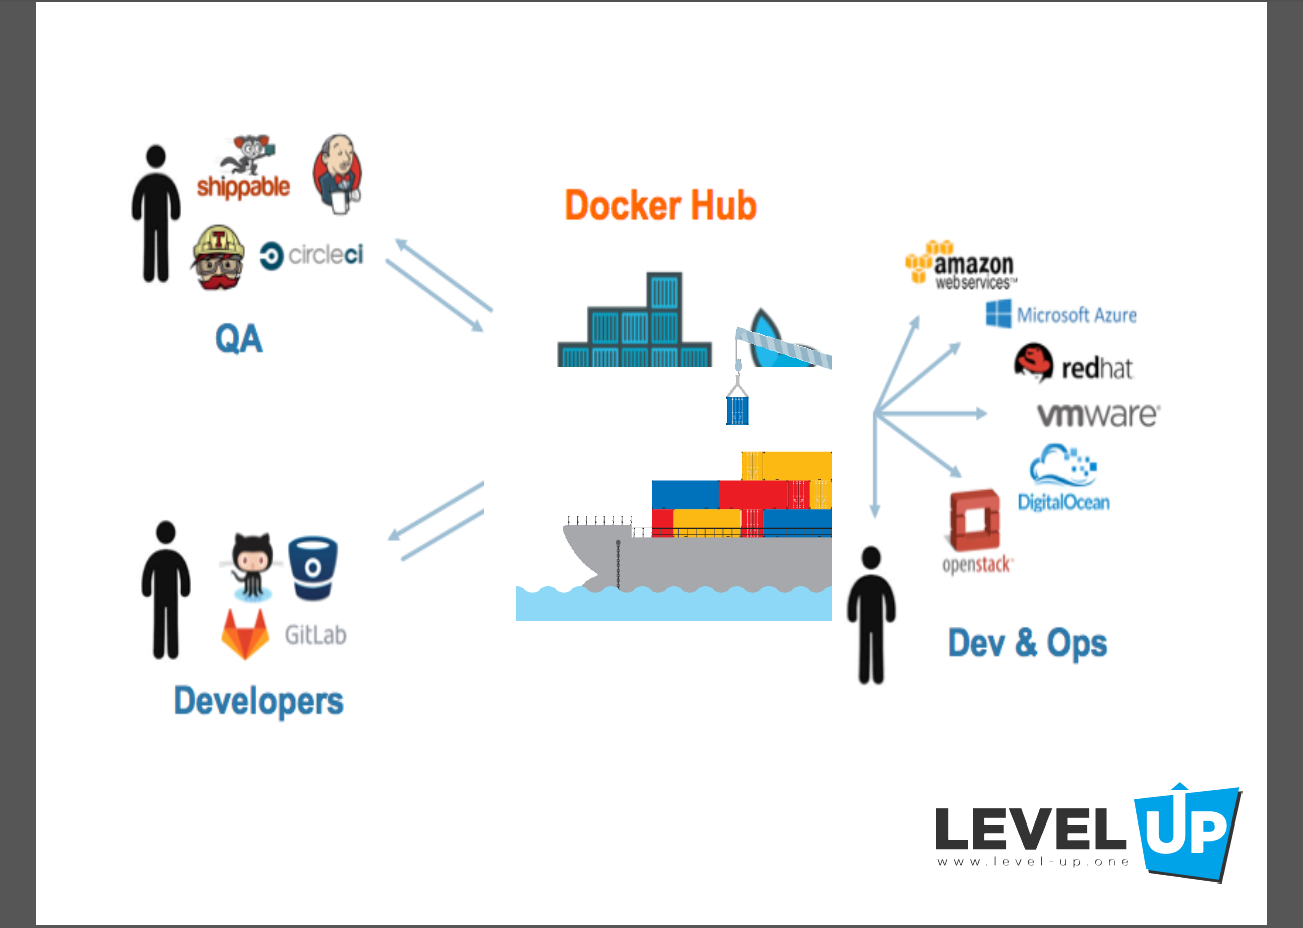 shippable
T
circleci
QA
Docker Hub
amazon
webservices™
Microsoft Azure
redhat
vmware®
DigitalOcean
openstack™
Dev & Ops
GitLab
Developers
LEVEL UP
www.level-up.one